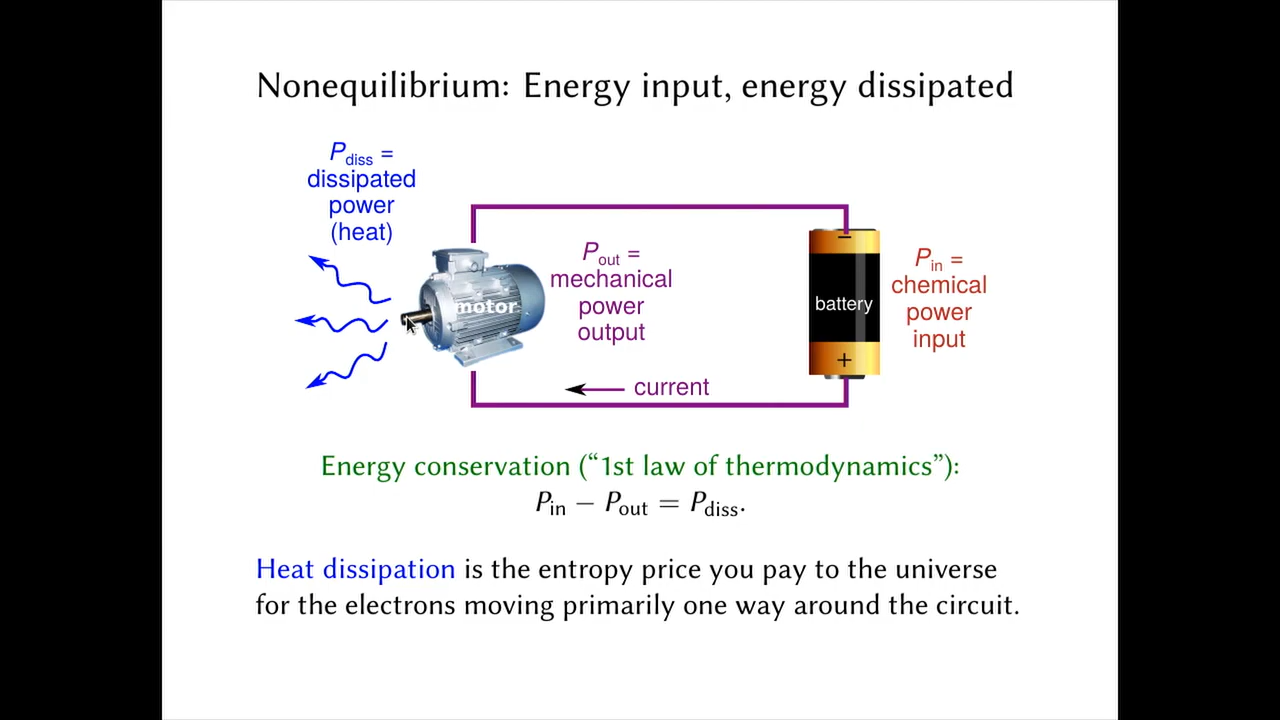 Nonequilibrium: Energy input, energy dissipated
P_diss =
dissipated
power
(heat)
motor
P_out =
mechanical
power
output
−
battery
+
P_in =
chemical
power
input
current
Energy conservation (“1st law of thermodynamics”):
P_in − P_out = P_diss.
Heat dissipation is the entropy price you pay to the universe
for the electrons moving primarily one way around the circuit.